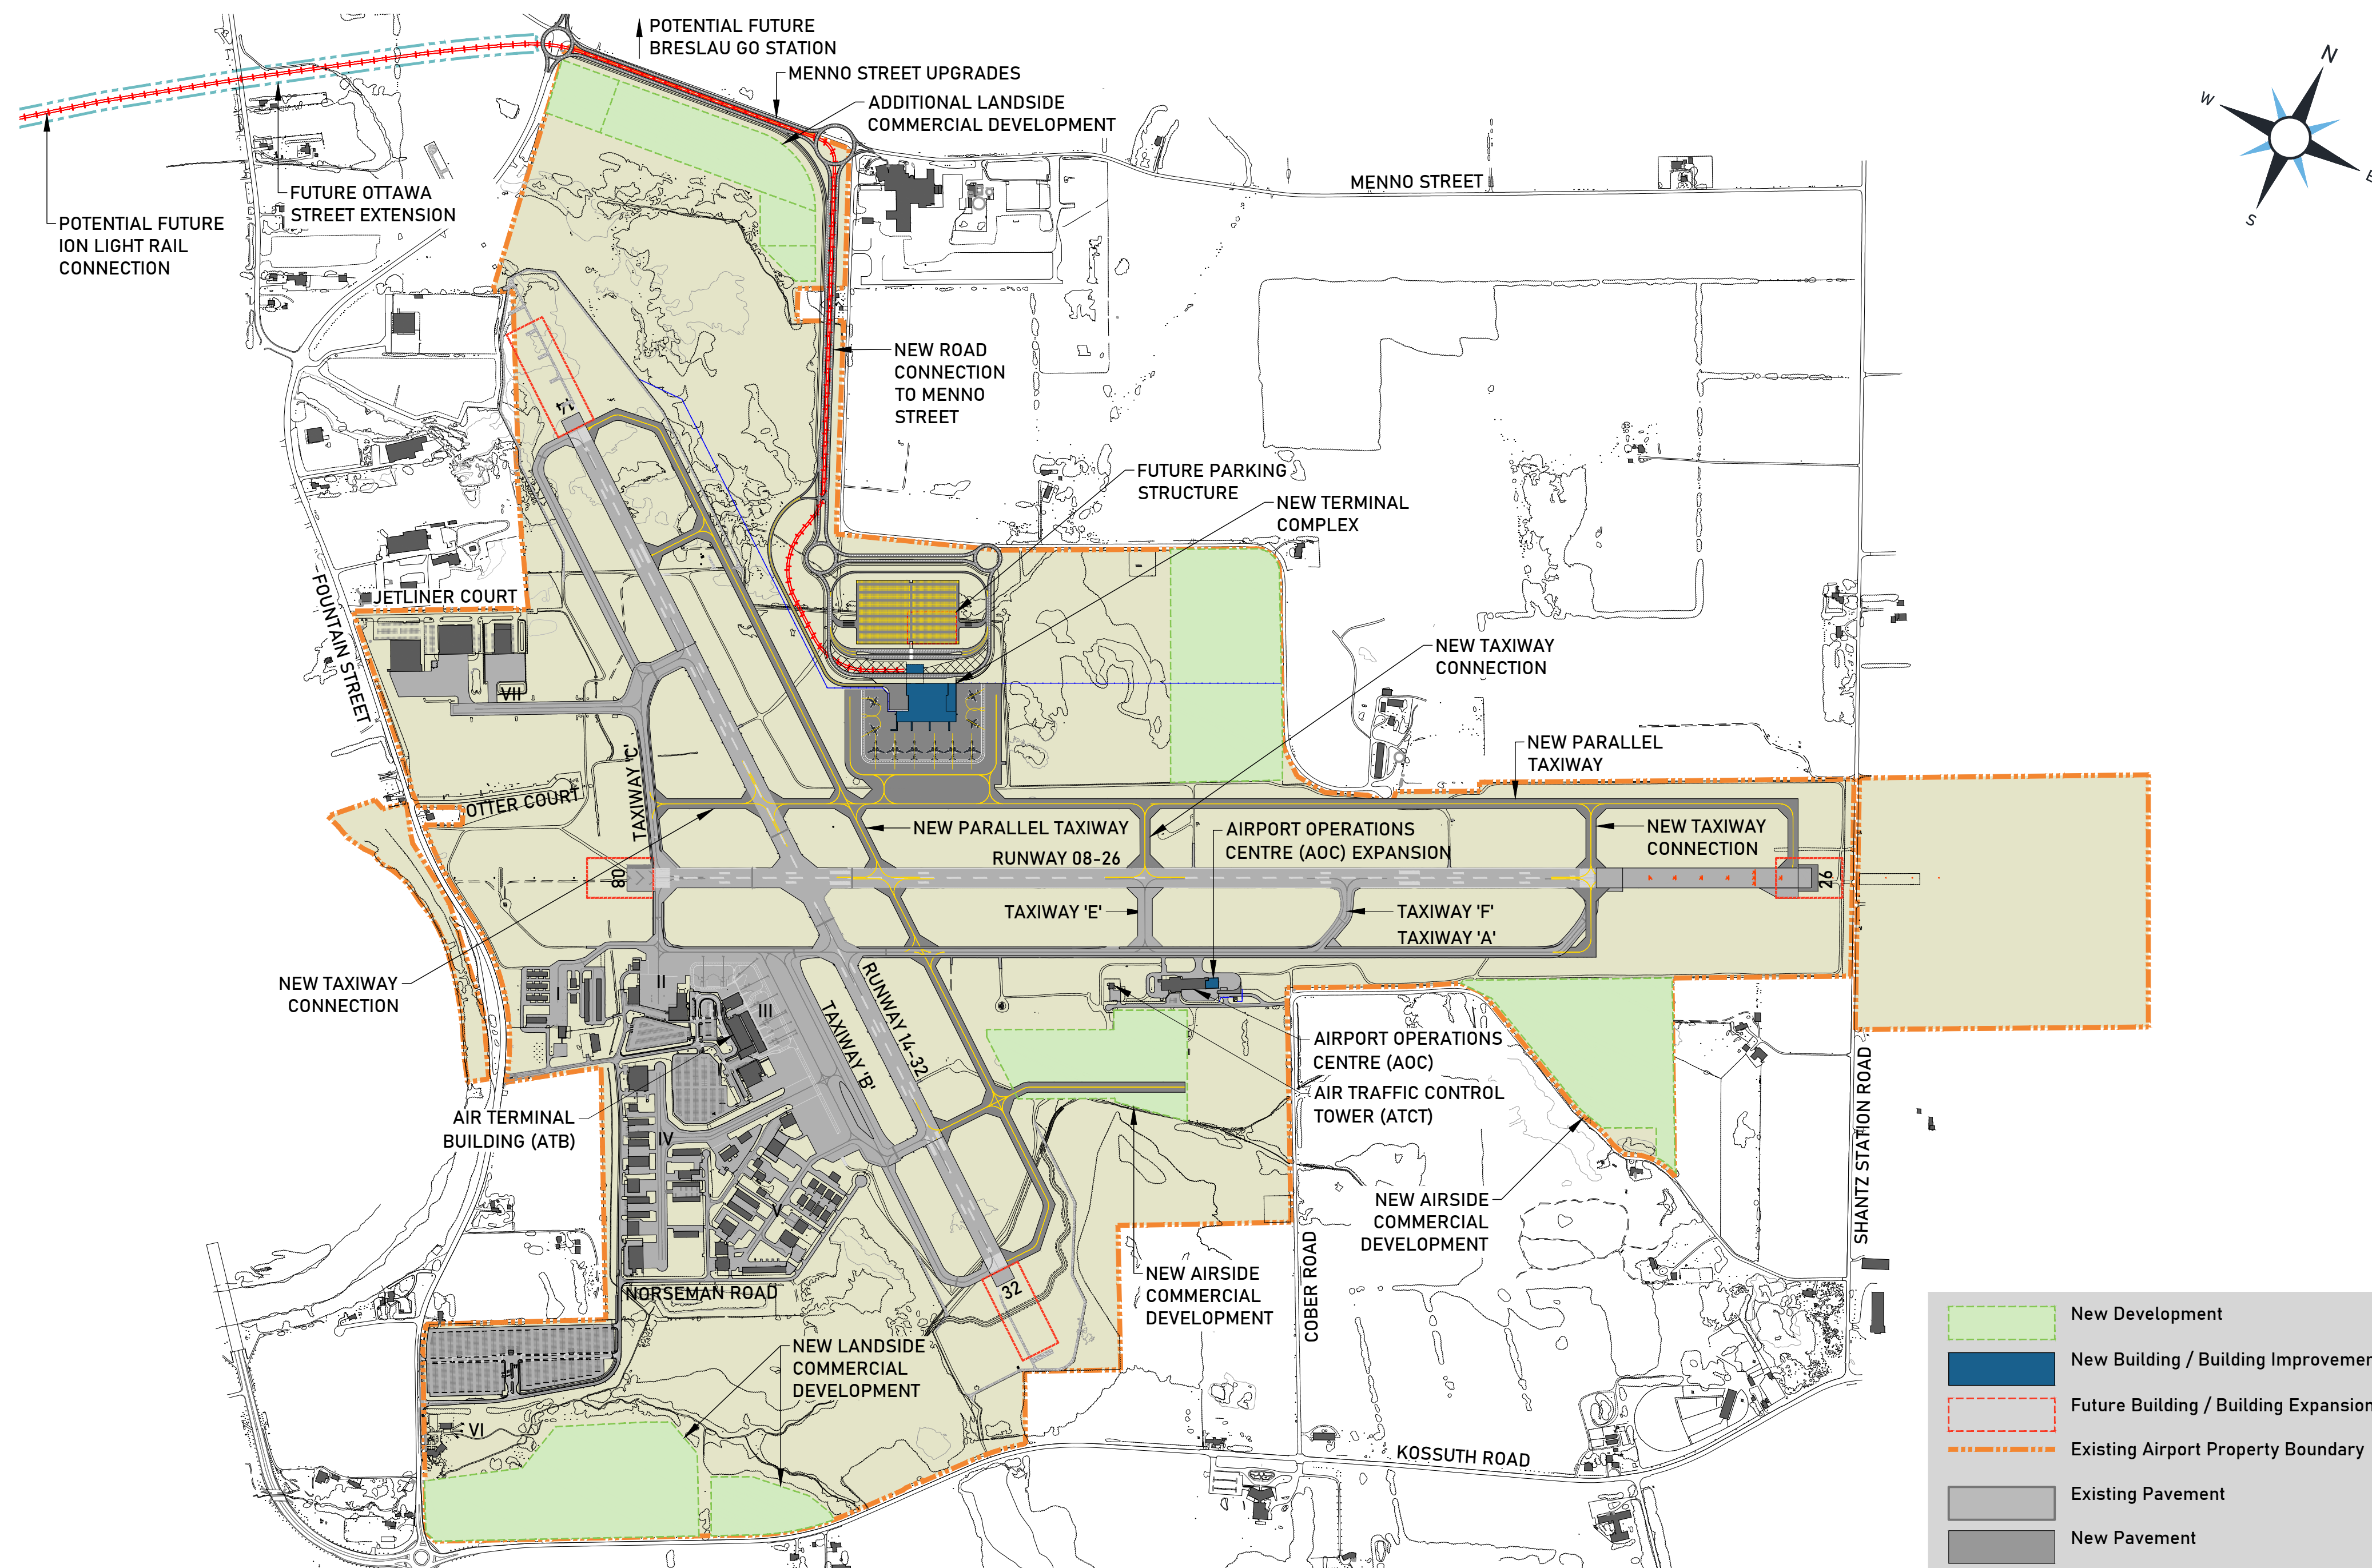 POTENTIAL FUTURE
BRESLAU GO STATION
MENNO STREET UPGRADES
ADDITIONAL LANDSIDE
COMMERCIAL DEVELOPMENT
N
W
E
S
MENNO STREET
FUTURE OTTAWA
STREET EXTENSION
POTENTIAL FUTURE
ION LIGHT RAIL
CONNECTION
NEW ROAD
CONNECTION
TO MENNO
STREET
14
FUTURE PARKING
STRUCTURE
NEW TERMINAL
COMPLEX
FOUNTAIN STREET
JETLINER COURT
NEW TAXIWAY
CONNECTION
VII
TAXIWAY 'C'
NEW PARALLEL
TAXIWAY
OTTER COURT
NEW PARALLEL TAXIWAY
AIRPORT OPERATIONS
CENTRE (AOC) EXPANSION
NEW TAXIWAY
CONNECTION
RUNWAY 08-26
08
26
TAXIWAY 'E'
TAXIWAY 'F'
TAXIWAY 'A'
NEW TAXIWAY
CONNECTION
I
II
III
RUNWAY 14-32
TAXIWAY 'B'
AIRPORT OPERATIONS
CENTRE (AOC)
AIR TRAFFIC CONTROL
TOWER (ATCT)
AIR TERMINAL
BUILDING (ATB)
IV
V
SHANTZ STATION ROAD
NEW AIRSIDE
COMMERCIAL
DEVELOPMENT
COBER ROAD
NEW AIRSIDE
COMMERCIAL
DEVELOPMENT
NORSEMAN ROAD
32
NEW LANDSIDE
COMMERCIAL
DEVELOPMENT
VI
KOSSUTH ROAD
New Development
New Building / Building Improvemen
Future Building / Building Expansion
Existing Airport Property Boundary
Existing Pavement
New Pavement